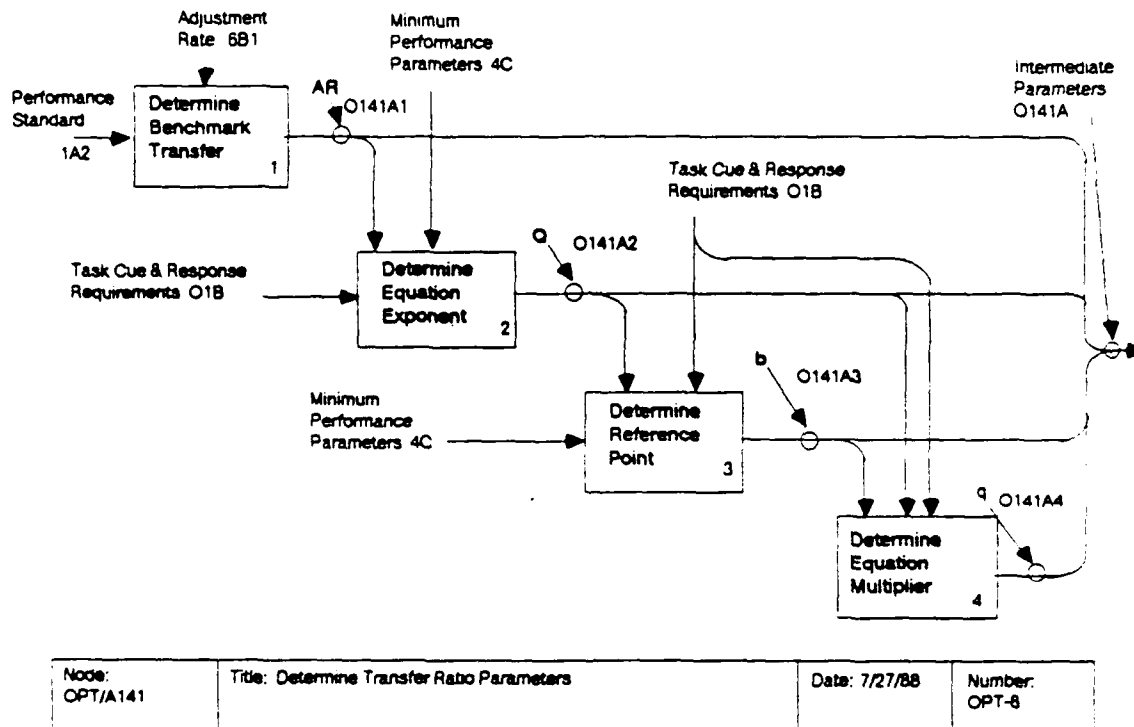 Adjustment
Rate 6B1
Minimum
Performance
Parameters 4C
Intermediate
Parameters
O141A
Performance
Standard
1A2
Determine
Benchmark
Transfer
1
AR
O141A1
Task Cue & Response
Requirements O1B
Task Cue & Response
Requirements O1B
Determine
Equation
Exponent
2
Q
O141A2
Minimum
Performance
Parameters 4C
Determine
Reference
Point
3
b
O141A3
Determine
Equation
Multiplier
4
q
O141A4
Node:
OPT/A141
Title: Determine Transfer Ratio Parameters
Date: 7/27/88
Number:
OPT-8